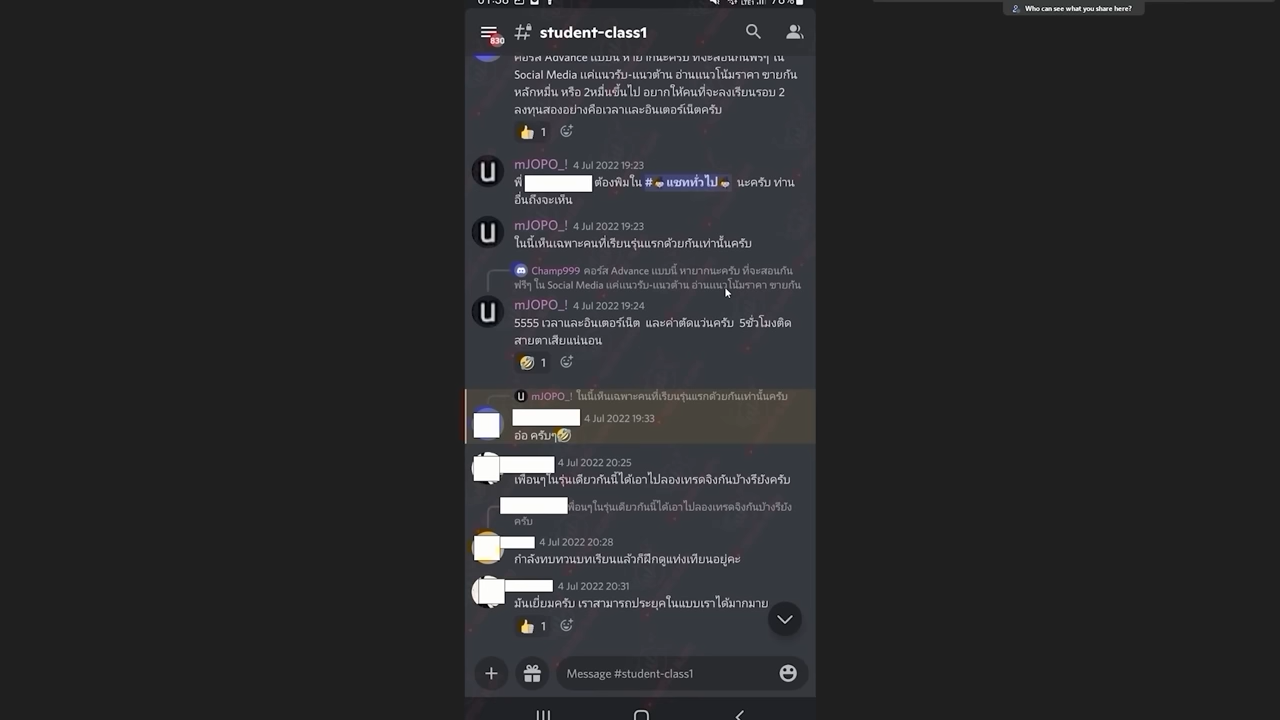 Who can see what you share here?
830
student-class1
คอร์ส Advance แบบนี้ หายากนะครับ ที่จะสอนกันฟรีๆ ใน
Social Media แค่แนวรับ-แนวต้าน อ่านแนวโน้มราคา ขายกัน
หลักหมื่น หรือ 2หมื่นขึ้นไป อยากให้คนที่จะลงเรียนรอบ 2
ลงทุนสองอย่างคือเวลาและอินเตอร์เน็ตครับ
👍 1
mJOPO_! 4 Jul 2022 19:23
พี่ ต้องพิมใน #แชททั่วไป นะครับ ท่าน
อื่นถึงจะเห็น
mJOPO_! 4 Jul 2022 19:23
ในนี้เห็นเฉพาะคนที่เรียนรุ่นแรกด้วยกันเท่านั้นครับ
Champ999 คอร์ส Advance แบบนี้ หายากนะครับ ที่จะสอนกัน
ฟรีๆ ใน Social Media แค่แนวรับ-แนวต้าน อ่านแนวโน้มราคา ขายกัน
mJOPO_! 4 Jul 2022 19:24
5555 เวลาและอินเตอร์เน็ต และค่าตัดแว่นครับ 5ชั่วโมงติด
สายตาเสียแน่นอน
🤣 1
mJOPO_! ในนี้เห็นเฉพาะคนที่เรียนรุ่นแรกด้วยกันเท่านั้นครับ
4 Jul 2022 19:33
อ๋อ ครับๆ🤣
4 Jul 2022 20:25
เพื่อนๆในรุ่นเดียวกันนี้ได้เอาไปลองเทรดจิงกันบ้างรึยังครับ
พื่อนๆในรุ่นเดียวกันนี้ได้เอาไปลองเทรดจิงกันบ้างรึยัง
ครับ
4 Jul 2022 20:28
กำลังทบทวนบทเรียนแล้วก็ฝึกดูแท่งเทียนอยู่คะ
4 Jul 2022 20:31
มันเยี่ยมครับ เราสามารถประยุคในแบบเราได้มากมาย
👍 1
Message #student-class1